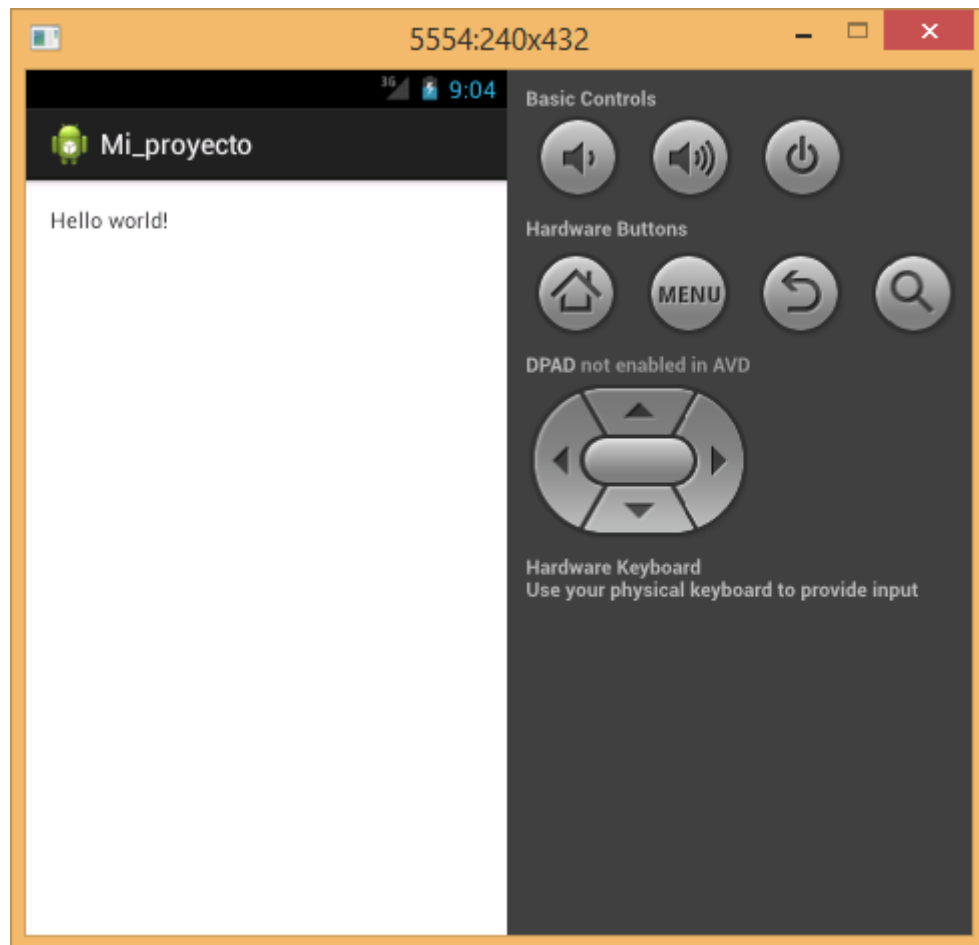 5554:240x432
3G 9:04
Mi_proyecto
Hello world!
Basic Controls
Hardware Buttons
MENU
DPAD not enabled in AVD
Hardware Keyboard
Use your physical keyboard to provide input